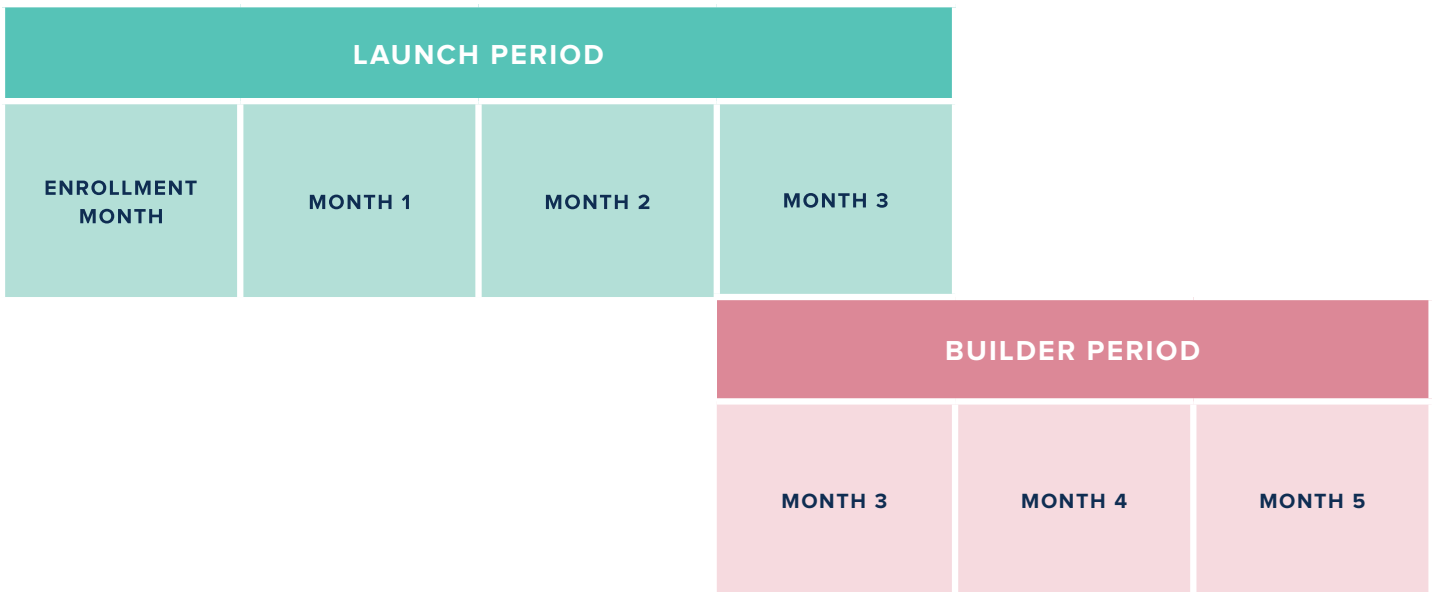 LAUNCH PERIOD
ENROLLMENT
MONTH
MONTH 1
MONTH 2
MONTH 3
BUILDER PERIOD
MONTH 3
MONTH 4
MONTH 5